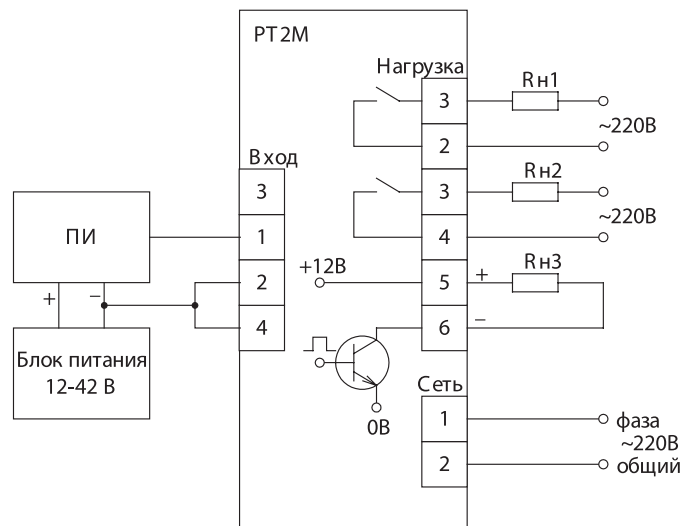 РТ2М
Нагрузка
3
Rн1
~220В
2
Вход
3
3
Rн2
~220В
ПИ
1
4
+12В
2
5
+
Rн3
+
−
4
6
−
Блок питания
12-42 В
Сеть
0В
1
фаза
~220В
2
общий